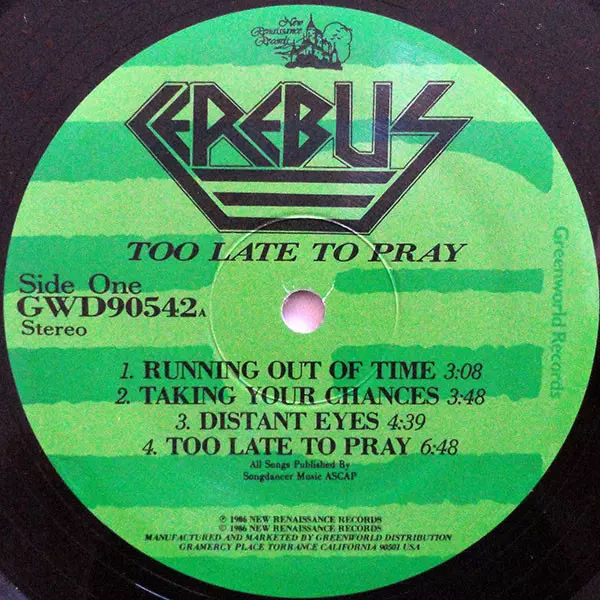 New
Renaissance
Records
CEREBUS
TOO LATE TO PRAY
Side One
GWD90542A
Stereo
Greenworld Records
1. RUNNING OUT OF TIME 3:08
2. TAKING YOUR CHANCES 3:48
3. DISTANT EYES 4:39
4. TOO LATE TO PRAY 6:48
All Songs Published By
Songdancer Music ASCAP
℗ 1986 NEW RENAISSANCE RECORDS
© 1986 NEW RENAISSANCE RECORDS
MANUFACTURED AND MARKETED BY GREENWORLD DISTRIBUTION
GRAMERCY PLACE TORRANCE CALIFORNIA 90501 USA